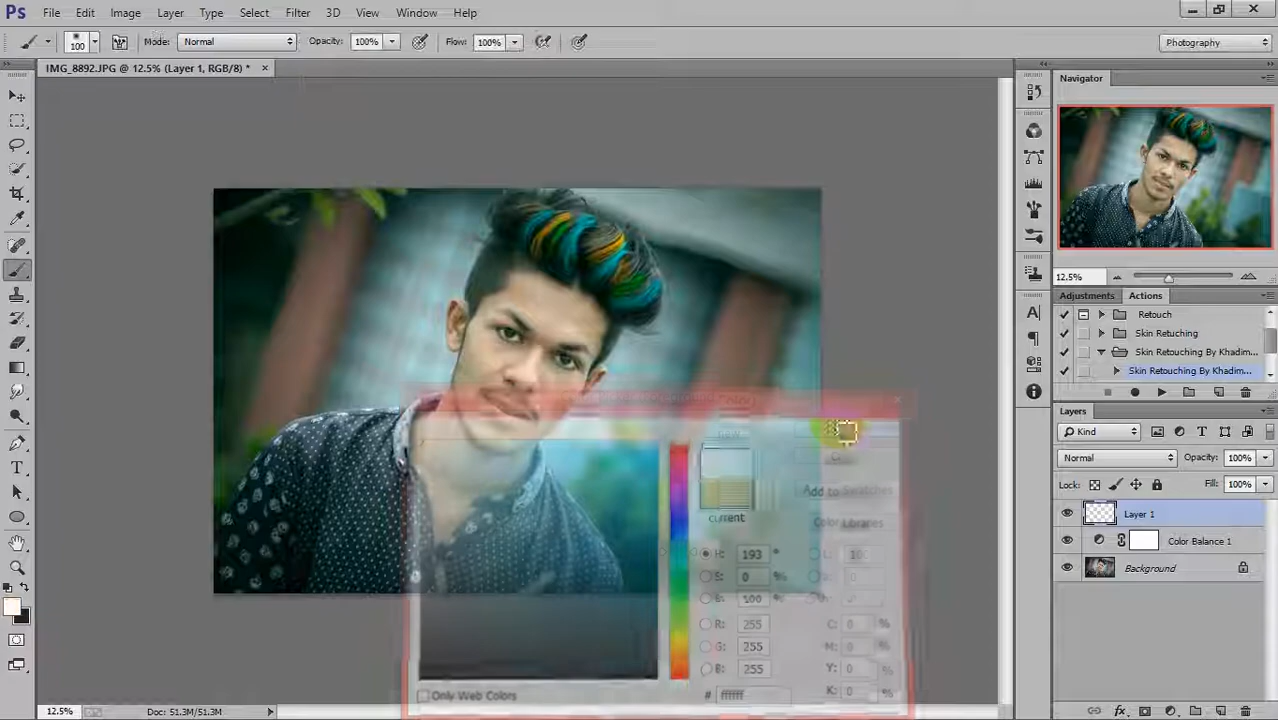 Ps File Edit Image Layer Type Select Filter 3D View Window Help
100 Mode: Normal Opacity: 100% Flow: 100% Photography
IMG_8892.JPG @ 12.5% (Layer 1, RGB/8) * ×
Navigator
12.5%
Adjustments Actions
Retouch
Skin Retuching
Skin Retouching By Khadim...
Skin Retouching By Khadim...
Layers
Kind
Normal Opacity: 100%
Lock: Fill: 100%
Layer 1
Color Balance 1
Background
new
current
Add to Swatches
Color Libraries
H: 193 °
S: 0 %
B: 100 %
R: 255
G: 255
B: 255
# ffffff
L: 100
C: 0 %
M: 0 %
Y: 0 %
K: 0 %
Only Web Colors
12.5% Doc: 51.3M/51.3M